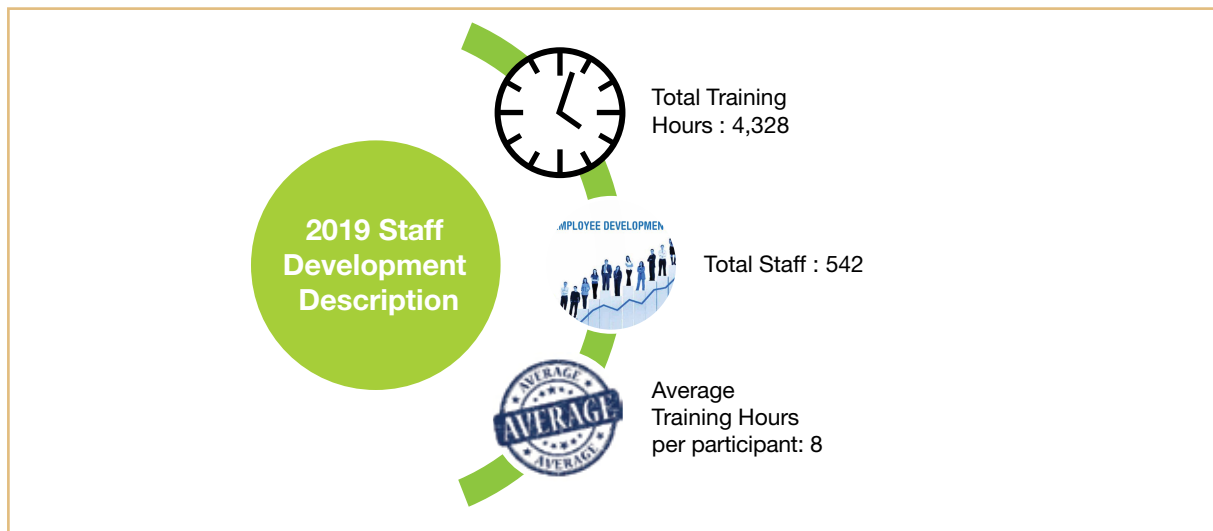 2019 Staff
Development
Description
Total Training
Hours : 4,328
MPLOYEE DEVELOPMEN
Total Staff : 542
AVERAGE
AVERAGE
AVERAGE
Average
Training Hours
per participant: 8